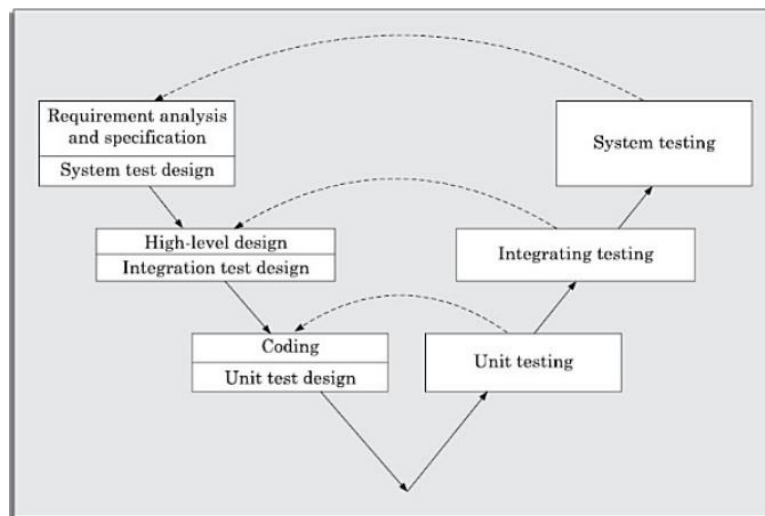 Requirement analysis
and specification
System test design
System testing
High-level design
Integration test design
Integrating testing
Coding
Unit test design
Unit testing